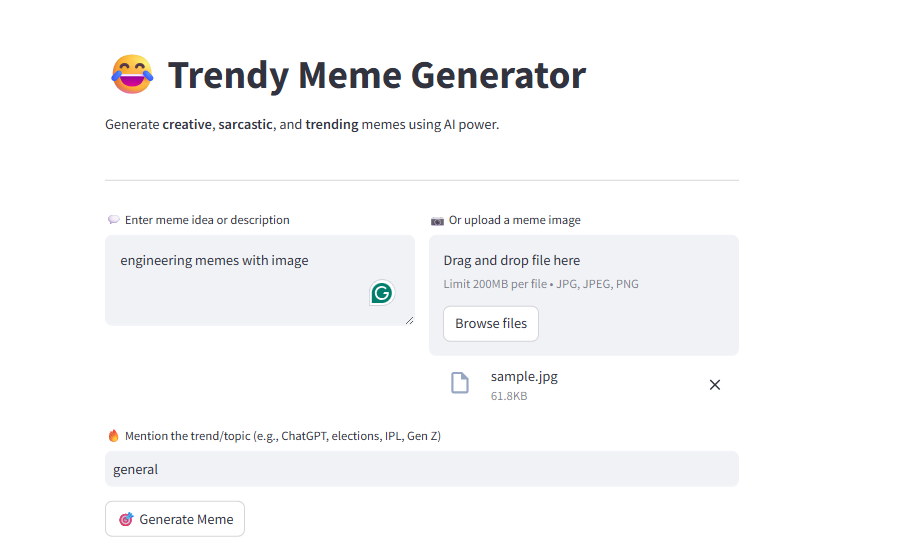 😂 Trendy Meme Generator
Generate creative, sarcastic, and trending memes using AI power.
💬 Enter meme idea or description
engineering memes with image
G
📷 Or upload a meme image
Drag and drop file here
Limit 200MB per file • JPG, JPEG, PNG
Browse files
sample.jpg
61.8KB
🔥 Mention the trend/topic (e.g., ChatGPT, elections, IPL, Gen Z)
general
🎯 Generate Meme